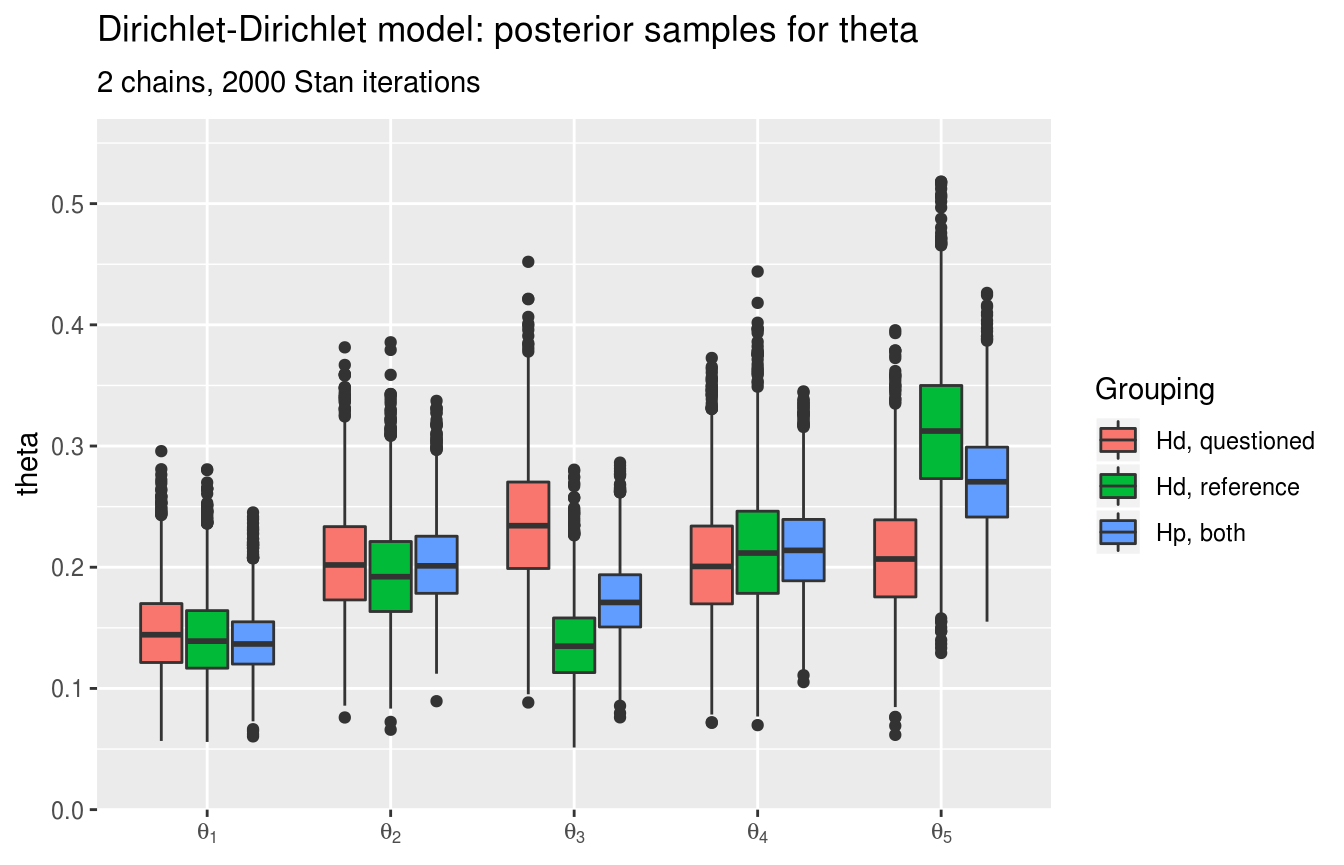 Dirichlet-Dirichlet model: posterior samples for theta
2 chains, 2000 Stan iterations
theta
0.5
0.4
0.3
0.2
0.1
0.0
θ₁ θ₂ θ₃ θ₄ θ₅
Grouping
Hd, questioned
Hd, reference
Hp, both